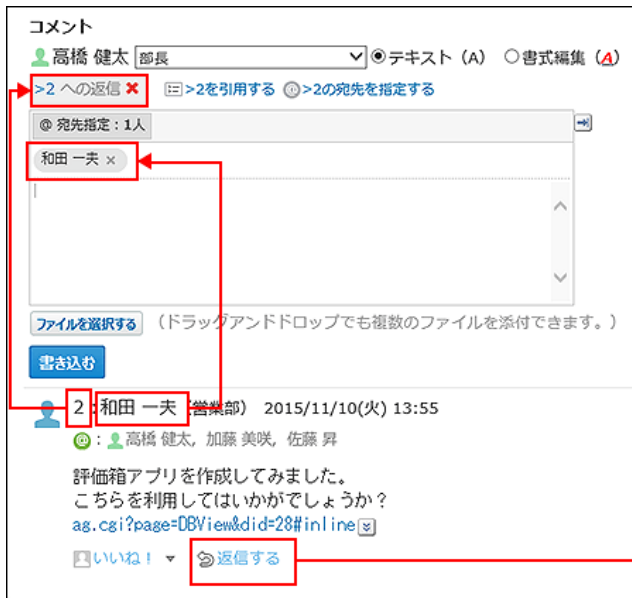 コメント
高橋 健太 部長 テキスト (A) 書式編集 (A)
>2 への返信 >2を引用する >2の宛先を指定する
@ 宛先指定:1人
和田 一夫 ×
ファイルを選択する (ドラッグアンドドロップでも複数のファイルを添付できます。)
書き込む
2:和田 一夫 (営業部) 2015/11/10(火) 13:55
@:高橋 健太, 加藤 美咲, 佐藤 昇
評価箱アプリを作成してみました。
こちらを利用してはいかがでしょうか?
ag.cgi?page=DBView&did=28#inline
いいね! ▼ 返信する